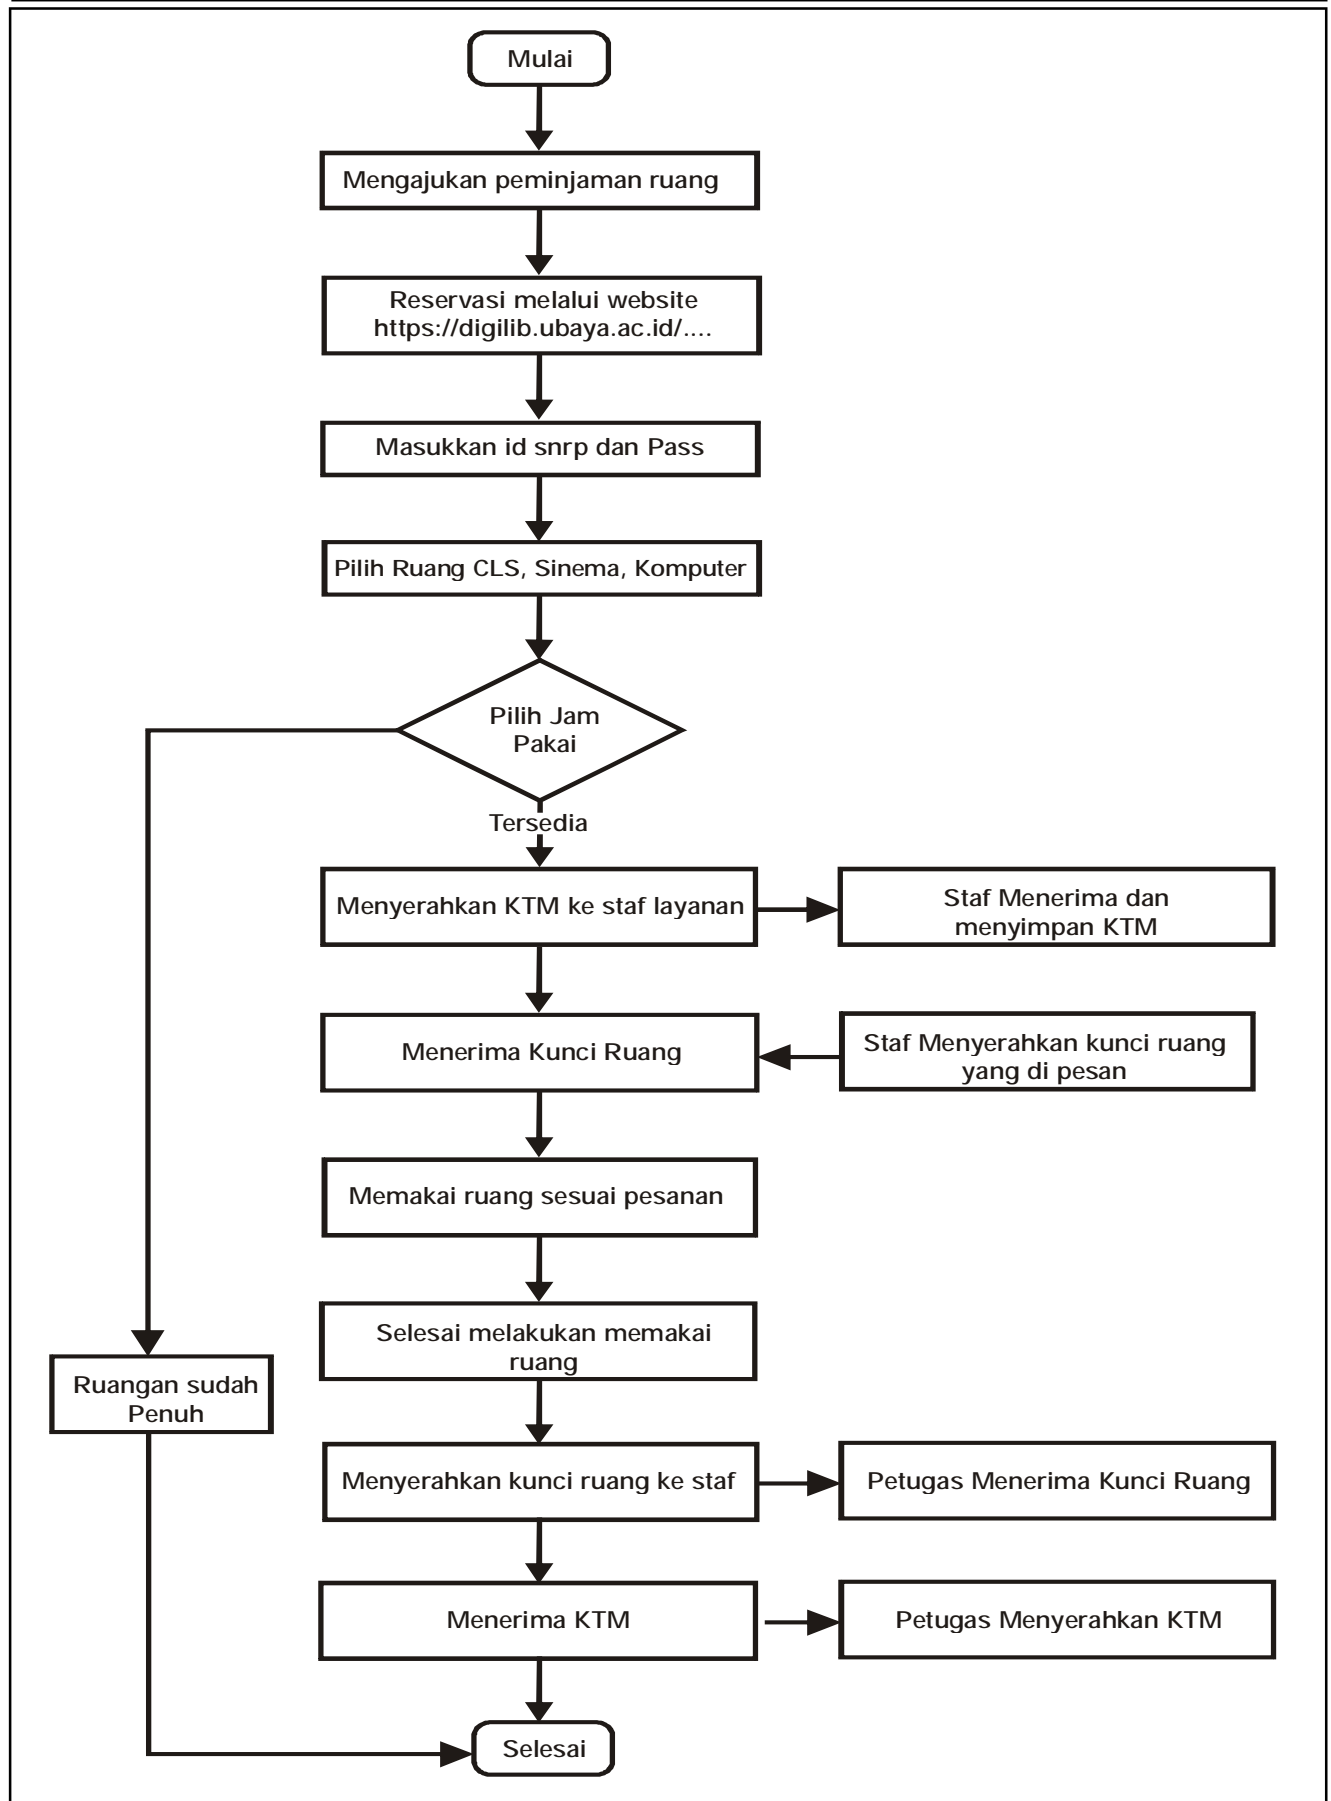 Mulai
Mengajukan peminjaman ruang
Reservasi melalui website
https://digilib.ubaya.ac.id/....
Masukkan id snrp dan Pass
Pilih Ruang CLS, Sinema, Komputer
Pilih Jam
Pakai
Tersedia
Menyerahkan KTM ke staf layanan
Staf Menerima dan
menyimpan KTM
Menerima Kunci Ruang
Staf Menyerahkan kunci ruang
yang di pesan
Memakai ruang sesuai pesanan
Selesai melakukan memakai
ruang
Ruangan sudah
Penuh
Menyerahkan kunci ruang ke staf
Petugas Menerima Kunci Ruang
Menerima KTM
Petugas Menyerahkan KTM
Selesai